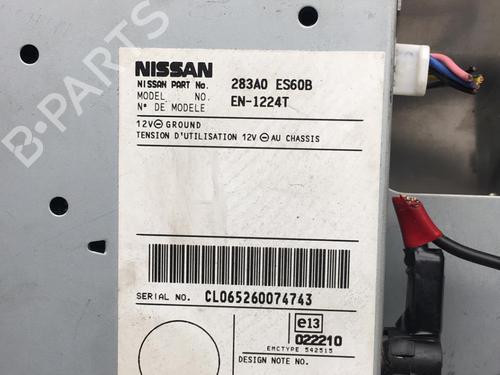 B-PARTS
NISSAN
NISSAN PART No. 283A0 ES60B
MODEL NO. EN-1224T
N° DE MODELE
12V⊖GROUND
TENSION D'UTILISATION 12V⊖AU CHASSIS
SERIAL NO. CL065260074743
e13
022210
EMCTYPE 542515
DESIGN NOTE NO.